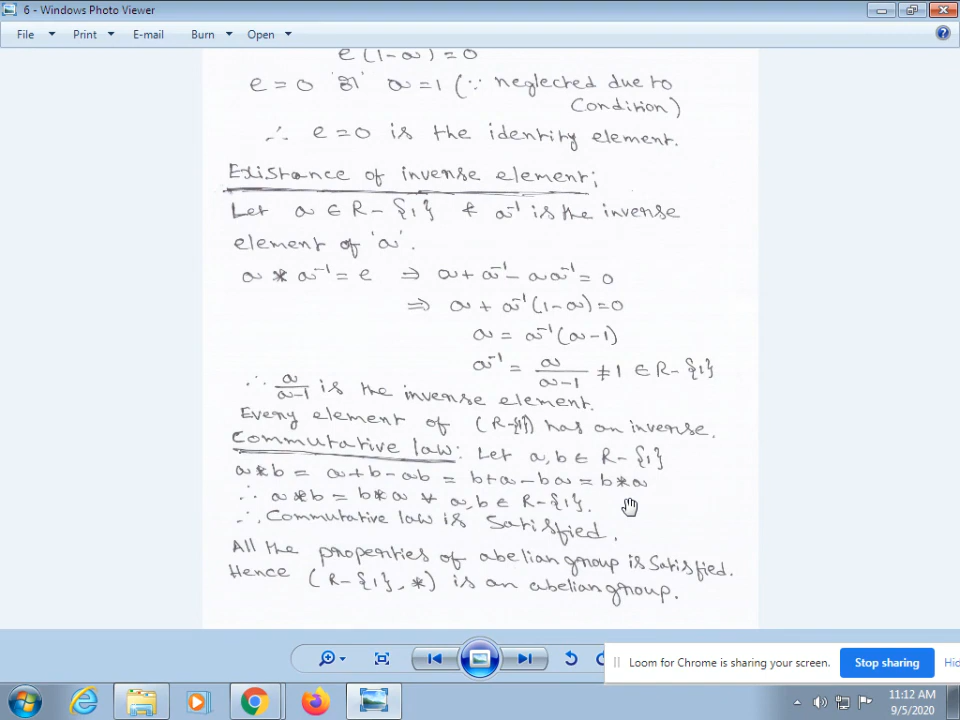 6 - Windows Photo Viewer
File Print E-mail Burn Open
e(1-a) = 0
e = 0 or a = 1 (∵ neglected due to
Condition)
∴ e = 0 is the identity element.
Existance of inverse element;
Let a ∈ R - {1} & a⁻¹ is the inverse
element of 'a'.
a * a⁻¹ = e ⇒ a + a⁻¹ - a a⁻¹ = 0
⇒ a + a⁻¹(1-a) = 0
a = a⁻¹(a-1)
a⁻¹ = a/(a-1) ≠ 1 ∈ R - {1}
∴ a/(a-1) is the inverse element.
Every element of (R-{1}) has an inverse.
Commutative law: Let a, b ∈ R - {1}
a * b = a + b - ab = b + a - ba = b * a
∴ a * b = b * a ∀ a, b ∈ R - {1}.
∴ Commutative law is Satisfied.
All the properties of abelian group is Satisfied.
Hence (R - {1}, *) is an abelian group.
Loom for Chrome is sharing your screen. Stop sharing Hid
11:12 AM
9/5/2020